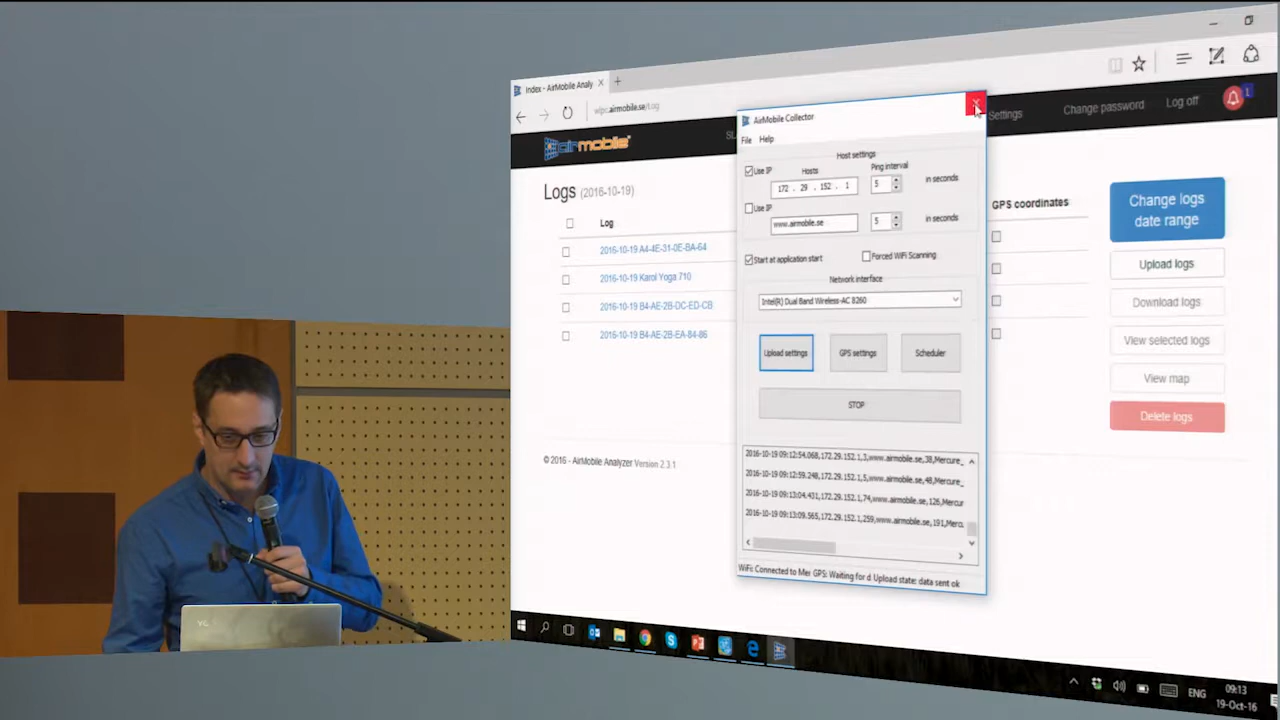 Index - AirMobile Analy
wipc.airmobile.se/Log
airmobile
Settings
Change password
Log off
1
Logs (2016-10-19)
Log
2016-10-19 A4-4E-31-0E-BA-64
2016-10-19 Karol Yoga 710
2016-10-19 B4-AE-2B-DC-ED-CB
2016-10-19 B4-AE-2B-EA-84-86
© 2016 - AirMobile Analyzer Version 2.3.1
AirMobile Collector
File Help
Host settings
Use IP Hosts Ping interval
172 . 29 . 152 . 1 5 in seconds
Use IP
www.airmobile.se 5 in seconds
Start at application start Forced WiFi Scanning
Network interface
Intel(R) Dual Band Wireless-AC 8260
Upload settings GPS settings Scheduler
STOP
2016-10-19 09:12:54.068,172.29.152.1,3,www.airmobile.se,38,Mercure_
2016-10-19 09:12:59.248,172.29.152.1,5,www.airmobile.se,48,Mercure_
2016-10-19 09:13:04.431,172.29.152.1,74,www.airmobile.se,126,Mercur
2016-10-19 09:13:09.565,172.29.152.1,259,www.airmobile.se,191,Mercu
WiFi: Connected to Mer GPS: Waiting for d Upload state: data sent ok
GPS coordinates
Change logs
date range
Upload logs
Download logs
View selected logs
View map
Delete logs
ENG
09:13
19-Oct-16